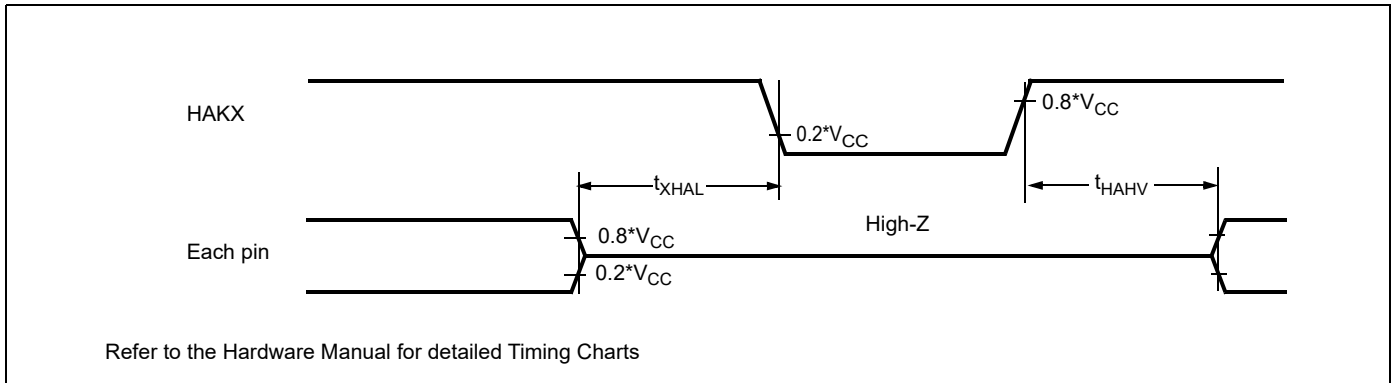 HAKX
0.8*VCC
0.2*VCC
tXHAL
tHAHV
High-Z
Each pin
0.8*VCC
0.2*VCC
Refer to the Hardware Manual for detailed Timing Charts